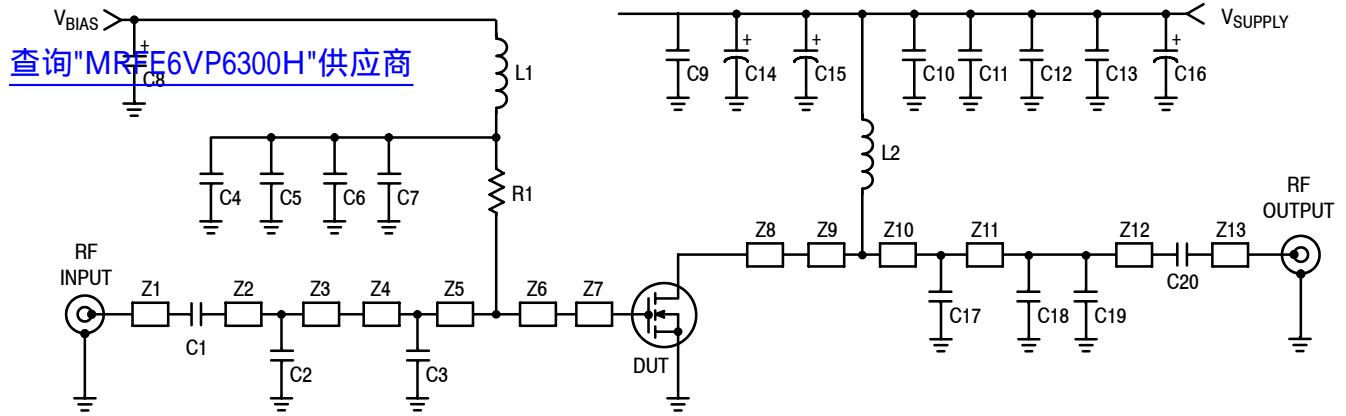 VBIAS
+
查询"MRFE6VP6300H"供应商
C8
L1
C9
+
C14
+
C15
C10
C11
C12
C13
+
C16
VSUPPLY
C4
C5
C6
C7
R1
L2
RF
INPUT
Z1
C1
Z2
C2
Z3
Z4
C3
Z5
Z6
Z7
DUT
Z8
Z9
Z10
C17
Z11
C18
C19
Z12
C20
Z13
RF
OUTPUT